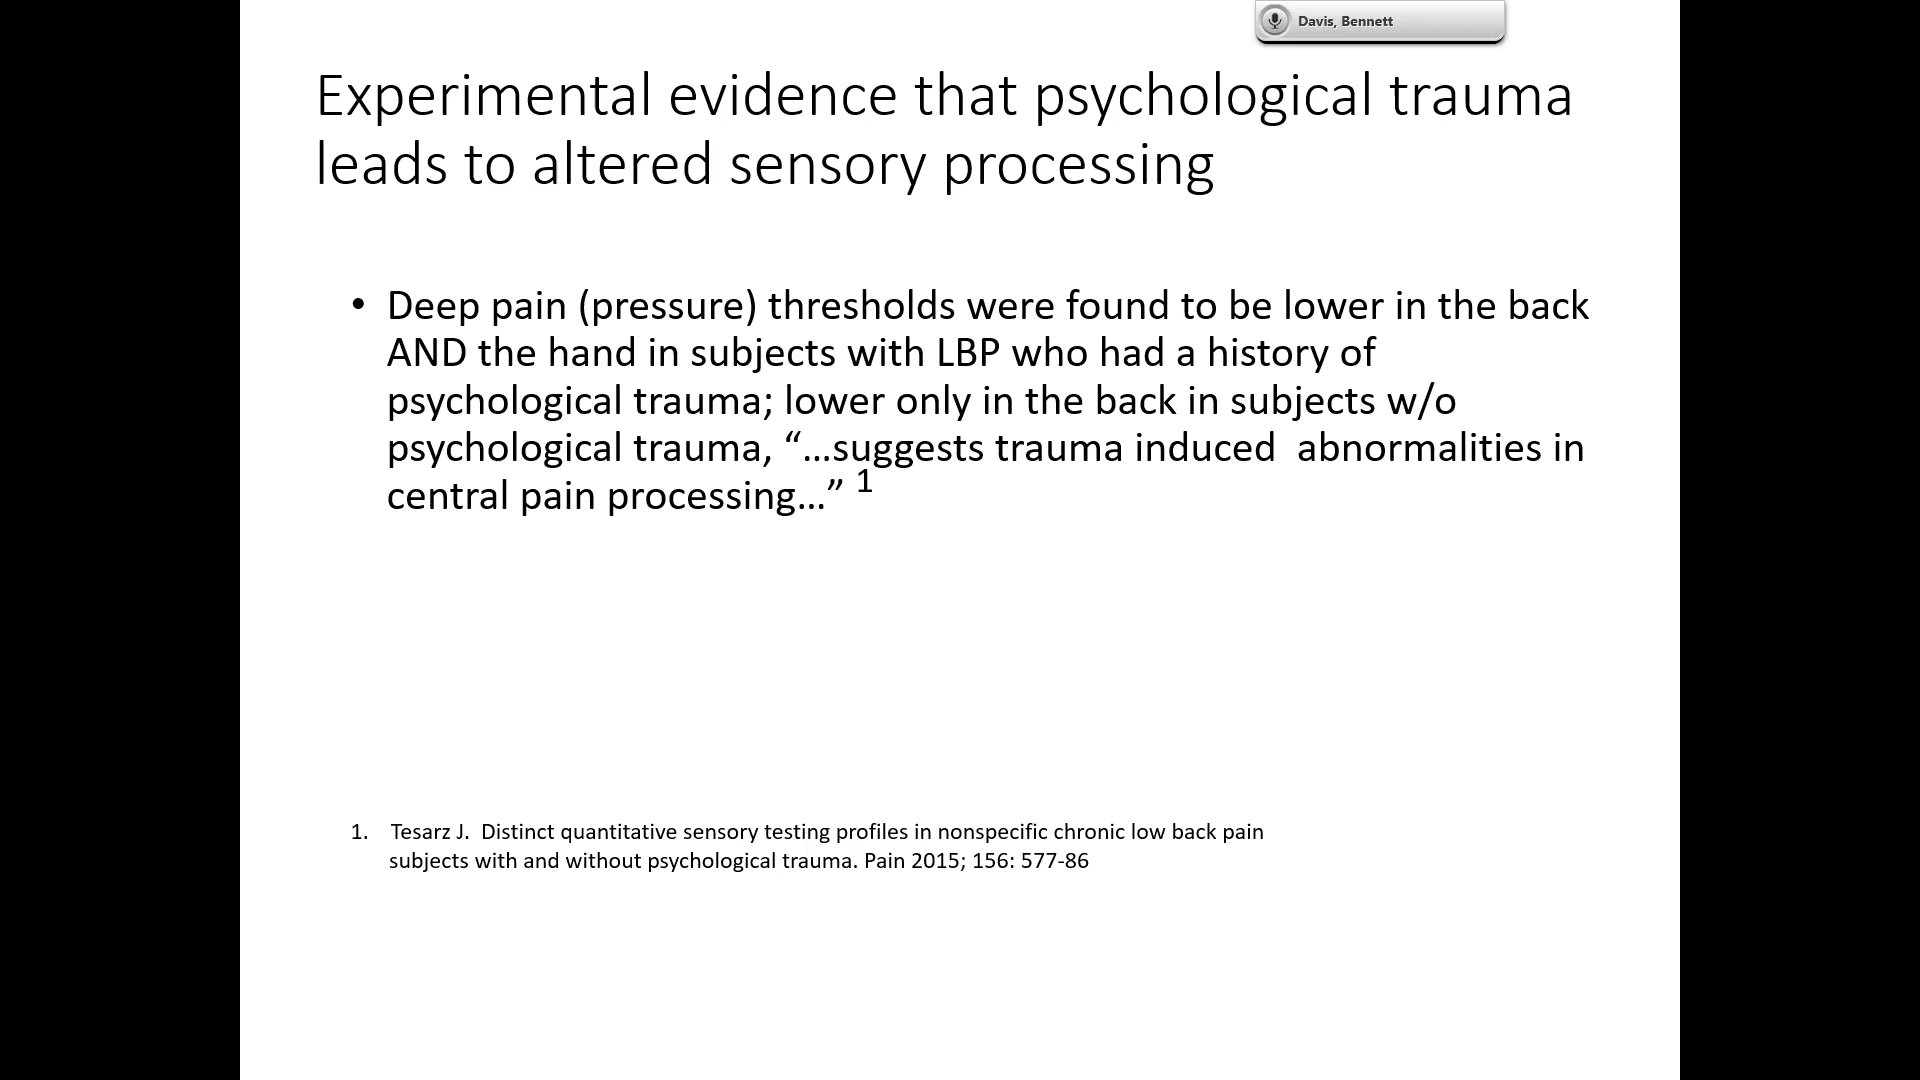 Davis, Bennett
Experimental evidence that psychological trauma
leads to altered sensory processing
• Deep pain (pressure) thresholds were found to be lower in the back
AND the hand in subjects with LBP who had a history of
psychological trauma; lower only in the back in subjects w/o
psychological trauma, “…suggests trauma induced  abnormalities in
central pain processing…” 1
1. Tesarz J.  Distinct quantitative sensory testing profiles in nonspecific chronic low back pain
subjects with and without psychological trauma. Pain 2015; 156: 577-86